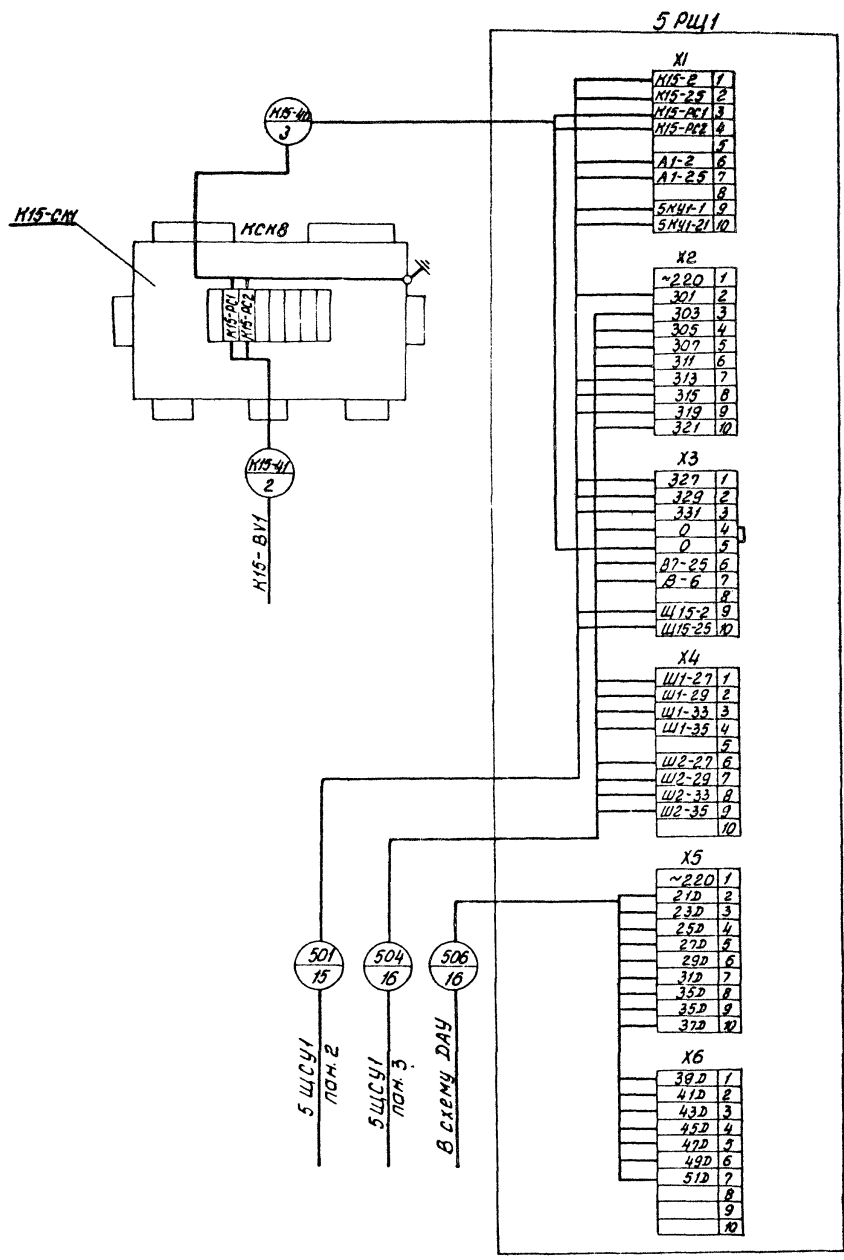 5 РЩ1
X1
К15-2 1
К15-25 2
К15-РС1 3
К15-РС2 4
5
А1-2 6
А1-25 7
8
5КУ1-1 9
5КУ1-21 10
К15-40
3
К15-СК1
КСК8
К15-РС1
К15-РС2
К15-41
2
К15-BV1
X2
~220 1
301 2
303 3
305 4
307 5
311 6
313 7
315 8
319 9
321 10
X3
327 1
329 2
331 3
0 4
0 5
В7-25 6
В-6 7
8
Щ15-2 9
Щ15-25 10
X4
Ш1-27 1
Ш1-29 2
Ш1-33 3
Ш1-35 4
5
Ш2-27 6
Ш2-29 7
Ш2-33 8
Ш2-35 9
10
X5
~220 1
21D 2
23D 3
25D 4
27D 5
29D 6
31D 7
35D 8
35D 9
37D 10
X6
39D 1
41D 2
43D 3
45D 4
47D 5
49D 6
51D 7
8
9
10
501
15
504
16
506
16
5 ЩСУ1
пан. 2
5 ЩСУ1
пан. 3
В схему ДАУ